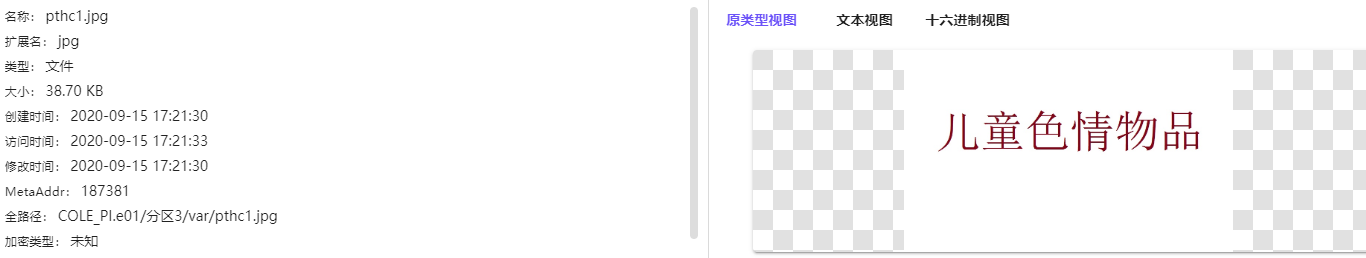 名称： pthc1.jpg
扩展名： jpg
类型： 文件
大小： 38.70 KB
创建时间： 2020-09-15 17:21:30
访问时间： 2020-09-15 17:21:33
修改时间： 2020-09-15 17:21:30
MetaAddr： 187381
全路径： COLE_PI.e01/分区3/var/pthc1.jpg
加密类型： 未知
原类型视图 文本视图 十六进制视图
儿童色情物品